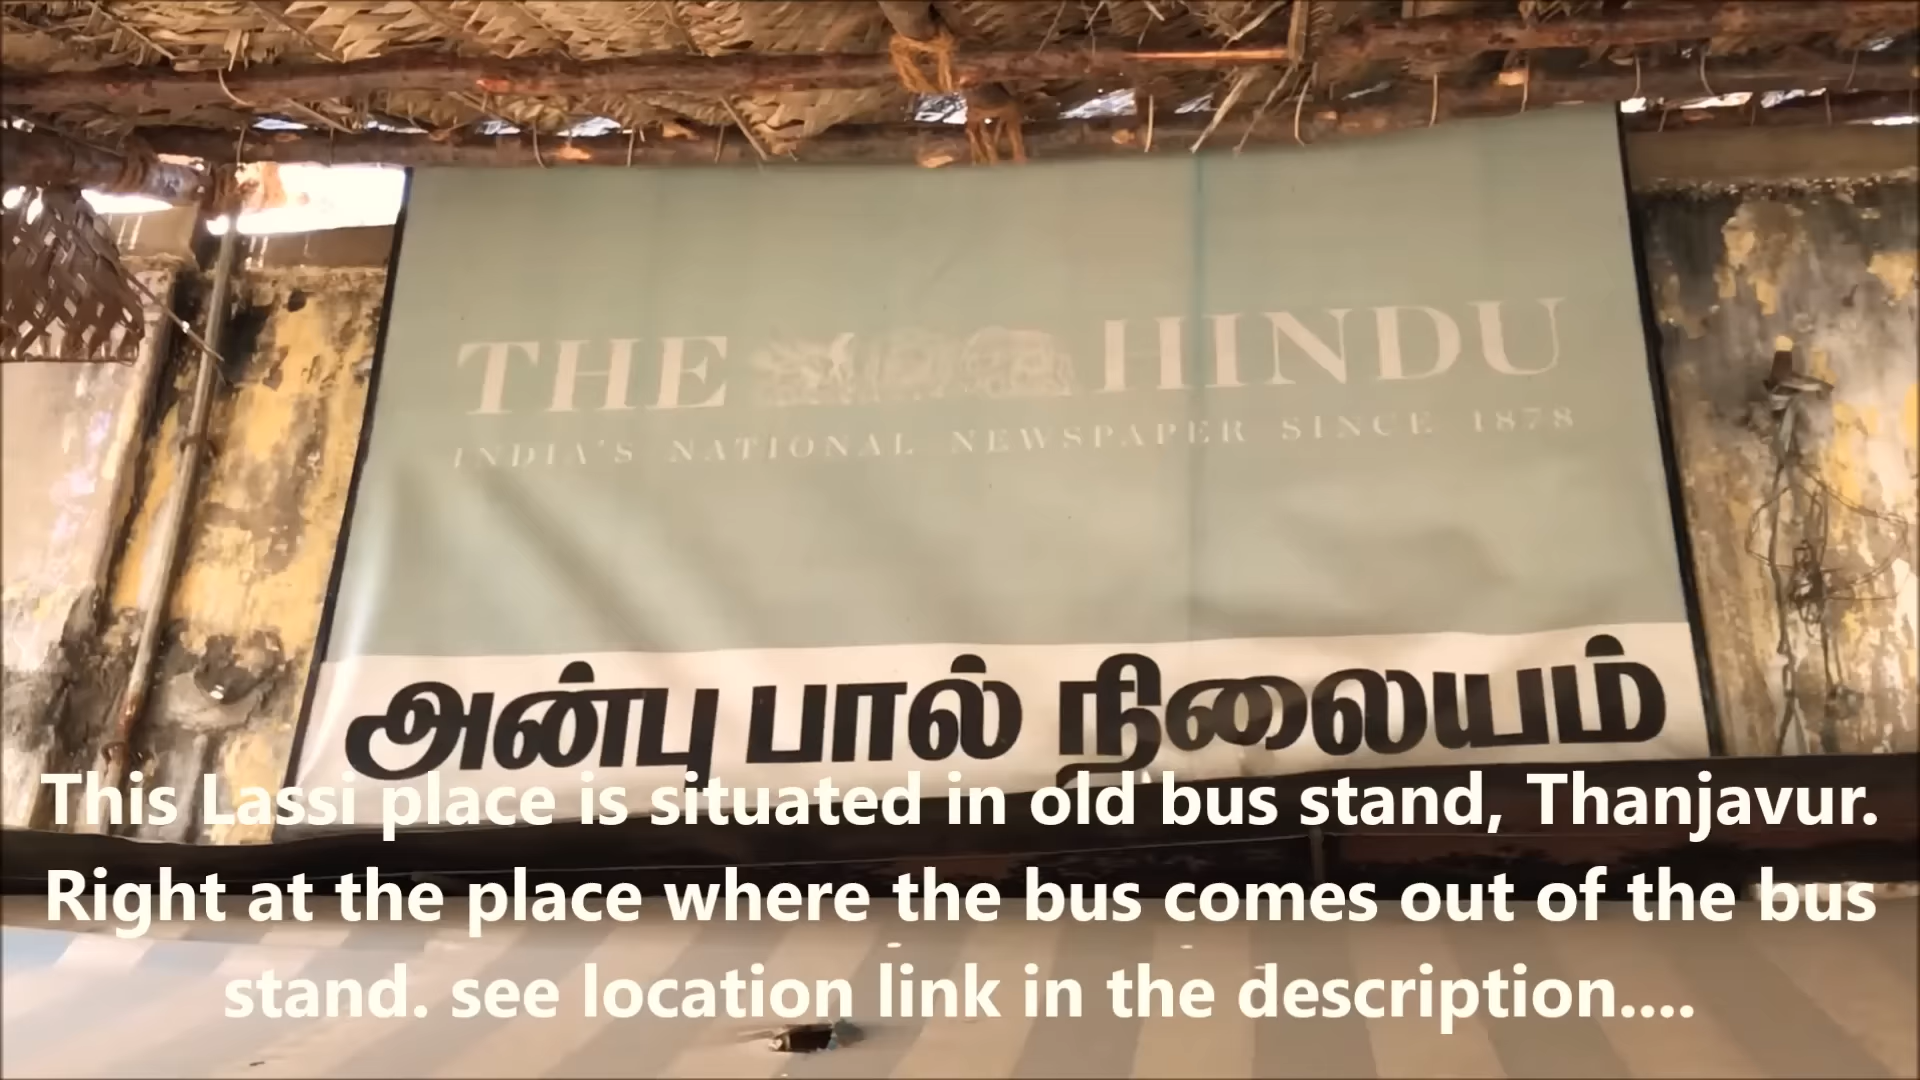 THE HINDU
INDIA'S NATIONAL NEWSPAPER SINCE 1878
அன்பு பால் நிலையம்
This Lassi place is situated in old bus stand, Thanjavur.
Right at the place where the bus comes out of the bus
stand. see location link in the description....